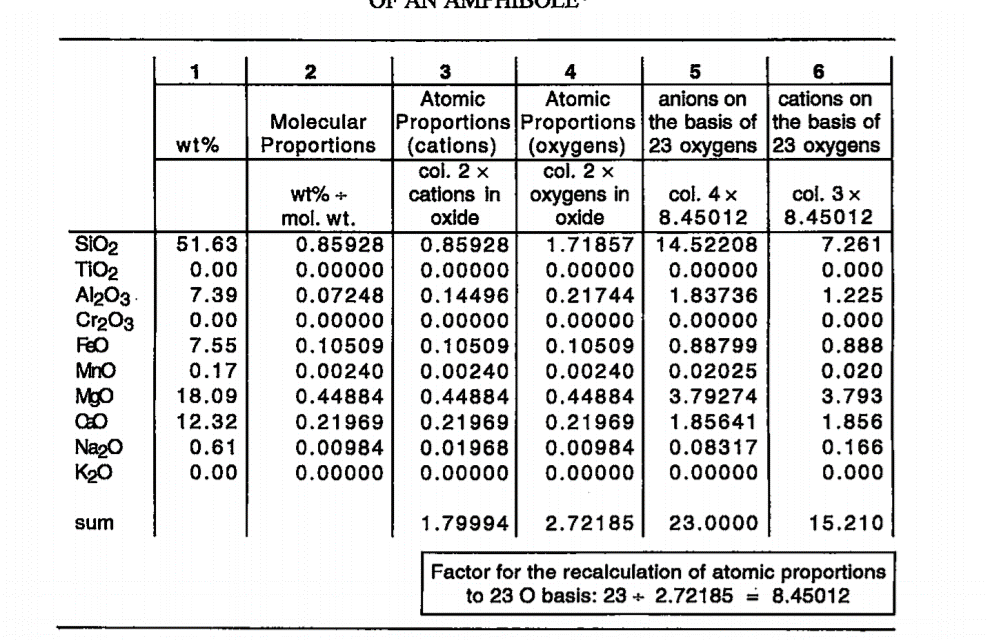 OF AN AMPHIBOLE
1 2 3 4 5 6
wt% Molecular Proportions Atomic Proportions (cations) Atomic Proportions (oxygens) anions on the basis of 23 oxygens cations on the basis of 23 oxygens
wt% ÷ mol. wt. col. 2 × cations in oxide col. 2 × oxygens in oxide col. 4 × 8.45012 col. 3 × 8.45012
SiO2 51.63 0.85928 0.85928 1.71857 14.52208 7.261
TiO2 0.00 0.00000 0.00000 0.00000 0.00000 0.000
Al2O3 7.39 0.07248 0.14496 0.21744 1.83736 1.225
Cr2O3 0.00 0.00000 0.00000 0.00000 0.00000 0.000
FeO 7.55 0.10509 0.10509 0.10509 0.88799 0.888
MnO 0.17 0.00240 0.00240 0.00240 0.02025 0.020
MgO 18.09 0.44884 0.44884 0.44884 3.79274 3.793
CaO 12.32 0.21969 0.21969 0.21969 1.85641 1.856
Na2O 0.61 0.00984 0.01968 0.00984 0.08317 0.166
K2O 0.00 0.00000 0.00000 0.00000 0.00000 0.000
sum 1.79994 2.72185 23.0000 15.210
Factor for the recalculation of atomic proportions
to 23 O basis: 23 ÷ 2.72185 = 8.45012